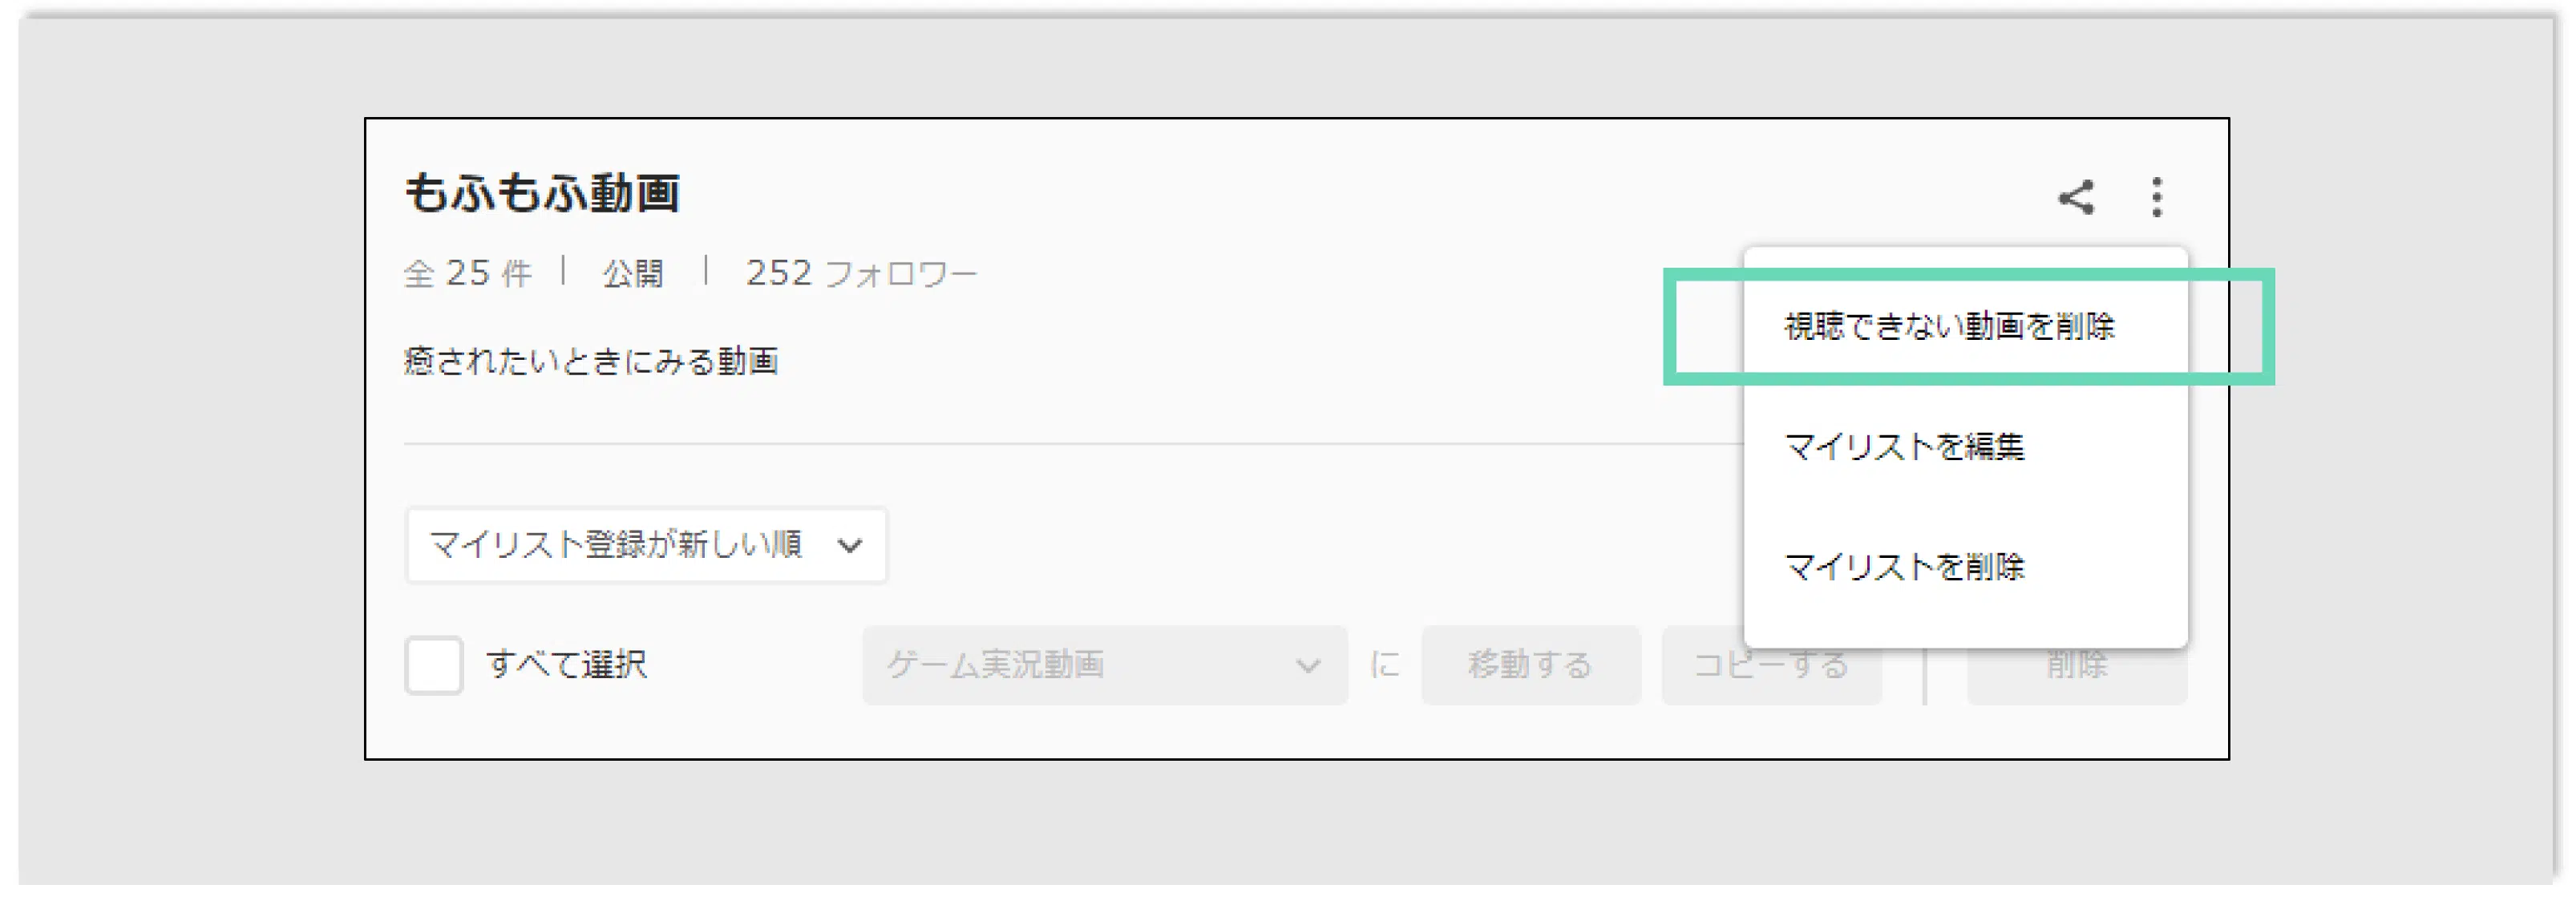 もふもふ動画
全 25 件 | 公開 | 252 フォロワー
癒されたいときにみる動画
視聴できない動画を削除
マイリストを編集
マイリストを削除
マイリスト登録が新しい順
すべて選択 ゲーム実況動画 に 移動する コピーする | 削除